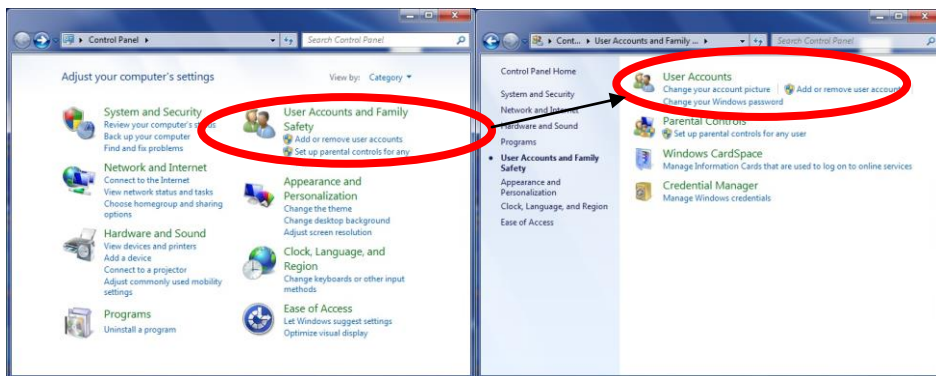 Control Panel
Search Control Panel
Adjust your computer's settings
View by: Category
System and Security
Review your computer's status
Back up your computer
Find and fix problems
Network and Internet
Connect to the Internet
View network status and tasks
Choose homegroup and sharing
options
Hardware and Sound
View devices and printers
Add a device
Connect to a projector
Adjust commonly used mobility
settings
Programs
Uninstall a program
User Accounts and Family
Safety
Add or remove user accounts
Set up parental controls for any
Appearance and
Personalization
Change the theme
Change desktop background
Adjust screen resolution
Clock, Language, and
Region
Change keyboards or other input
methods
Ease of Access
Let Windows suggest settings
Optimize visual display
Cont... User Accounts and Family ...
Search Control Panel
Control Panel Home
System and Security
Network and Internet
Hardware and Sound
Programs
User Accounts and Family
Safety
Appearance and
Personalization
Clock, Language, and Region
Ease of Access
User Accounts
Change your account picture Add or remove user accounts
Change your Windows password
Parental Controls
Set up parental controls for any user
Windows CardSpace
Manage Information Cards that are used to log on to online services
Credential Manager
Manage Windows credentials